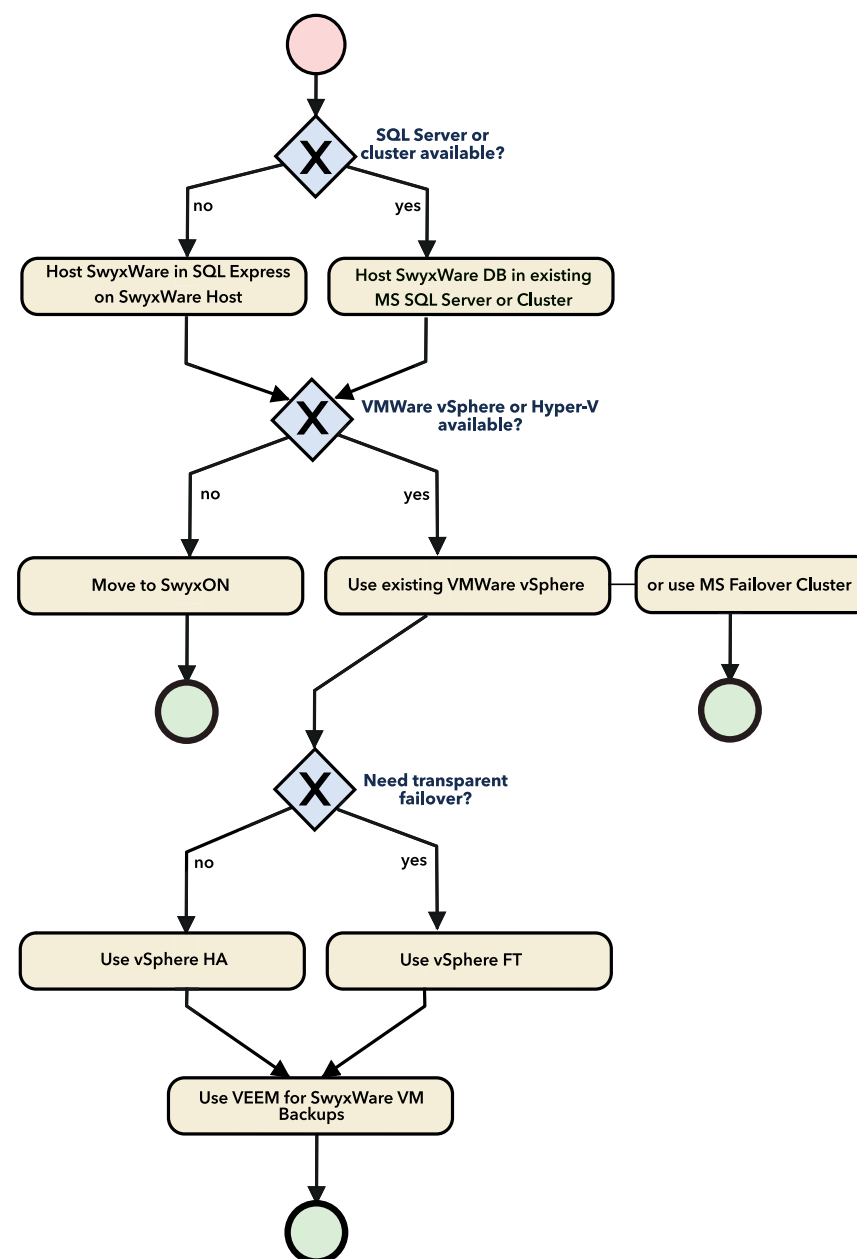 X
SQL Server or
cluster available?
no
yes
Host SwyxWare in SQL Express
on SwyxWare Host
Host SwyxWare DB in existing
MS SQL Server or Cluster
X
VMWare vSphere or Hyper-V
available?
no
yes
Move to SwyxON
Use existing VMWare vSphere
or use MS Failover Cluster
X
Need transparent
failover?
no
yes
Use vSphere HA
Use vSphere FT
Use VEEM for SwyxWare VM
Backups